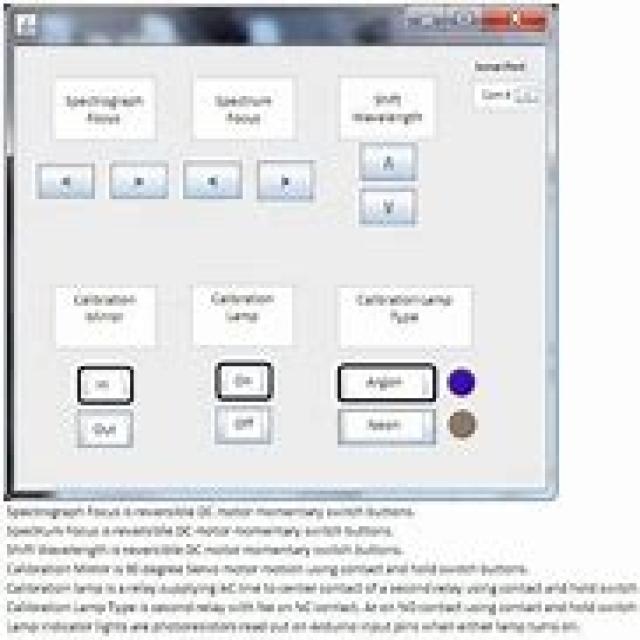 Serial Port
Spectrograph
Focus
Spectrum
Focus
Shift
Wavelength
Com 4
<
>
<
>
Λ
V
Calibration
Mirror
Calibration
Lamp
Calibration Lamp
Type
In
On
Argon
Out
Off
Neon
Spectrograph Focus is reversible DC motor momentary switch buttons.
Spectrum Focus is reversible DC motor momentary switch buttons.
Shift Wavelength is reversible DC motor momentary switch buttons.
Calibration Mirror is 90 degree Servo motor motion using contact and hold switch buttons.
Calibration lamp is a relay supplying AC line to center contact of a second relay using contact and hold switch
Calibration Lamp Type is second relay with Ne on NC contact, Ar on NO contact using contact and hold switch
Lamp indicator lights are photoresistors read out on Arduino input pins when either lamp turns on.